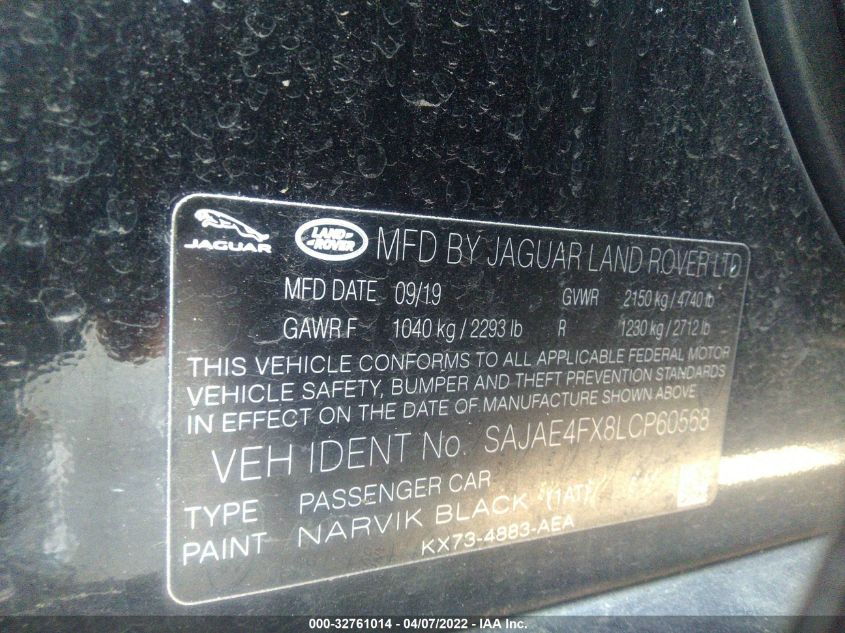 JAGUAR LAND ROVER MFD BY JAGUAR LAND ROVER LTD
MFD DATE 09/19 GVWR 2150 kg / 4740 lb
GAWR F 1040 kg / 2293 lb R 1230 kg / 2712 lb
THIS VEHICLE CONFORMS TO ALL APPLICABLE FEDERAL MOTOR
VEHICLE SAFETY, BUMPER AND THEFT PREVENTION STANDARDS
IN EFFECT ON THE DATE OF MANUFACTURE SHOWN ABOVE
VEH IDENT No. SAJAE4FX8LCP60568
TYPE PASSENGER CAR
PAINT NARVIK BLACK (1AT)
KX73-4883-AEA
000-32761014 - 04/07/2022 - IAA Inc.